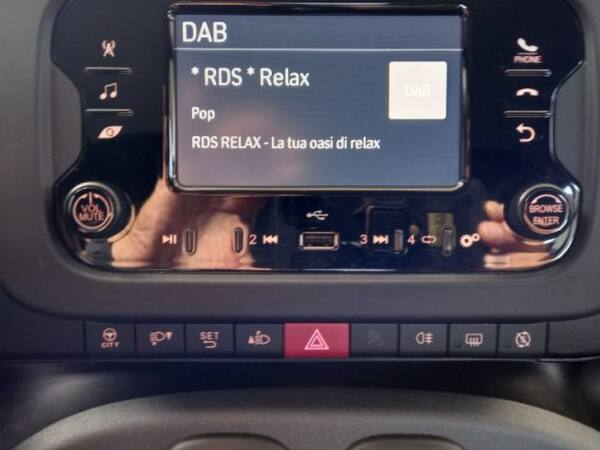 DAB
* RDS * Relax
DAB
Pop
RDS RELAX - La tua oasi di relax
PHONE
VOL
MUTE
BROWSE
ENTER
2
3
4
CITY
SET